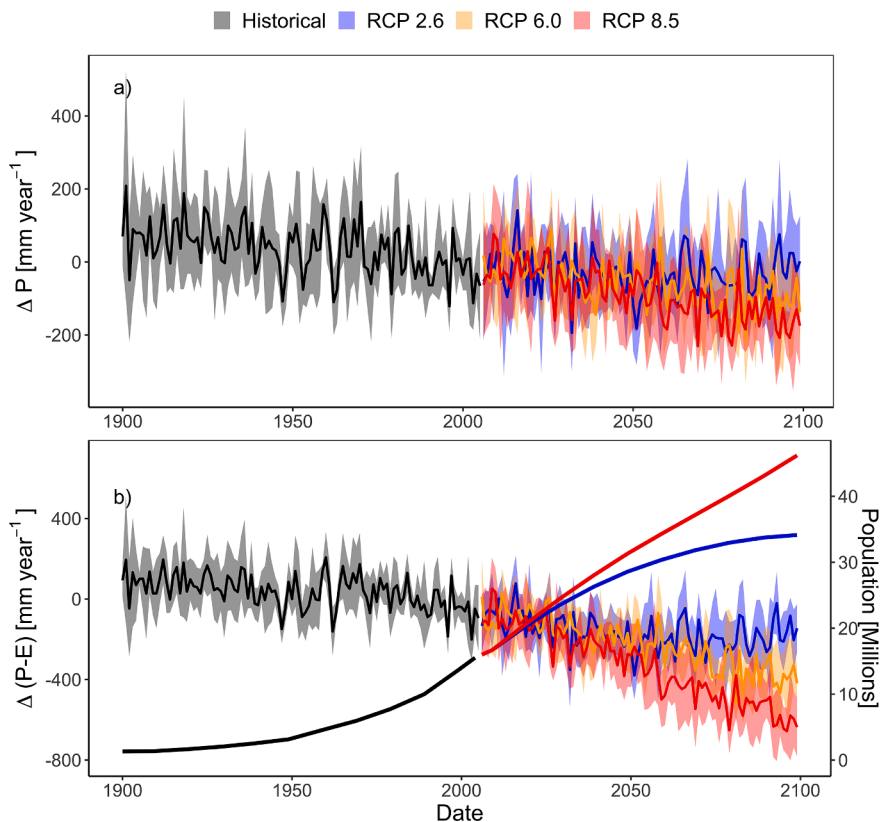 Historical RCP 2.6 RCP 6.0 RCP 8.5
a)
Δ P [mm year⁻¹ ]
400
200
0
-200
1900 1950 2000 2050 2100
b)
Δ (P-E) [mm year⁻¹ ]
400
0
-400
-800
40
30
20
10
0
Population [Millions]
1900 1950 2000 2050 2100
Date